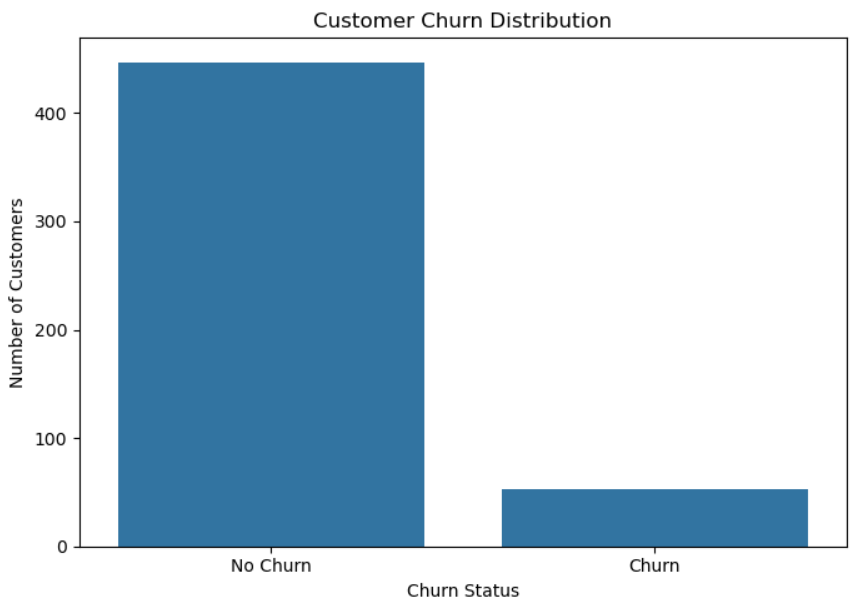 Customer Churn Distribution
Number of Customers
400
300
200
100
0
No Churn
Churn
Churn Status